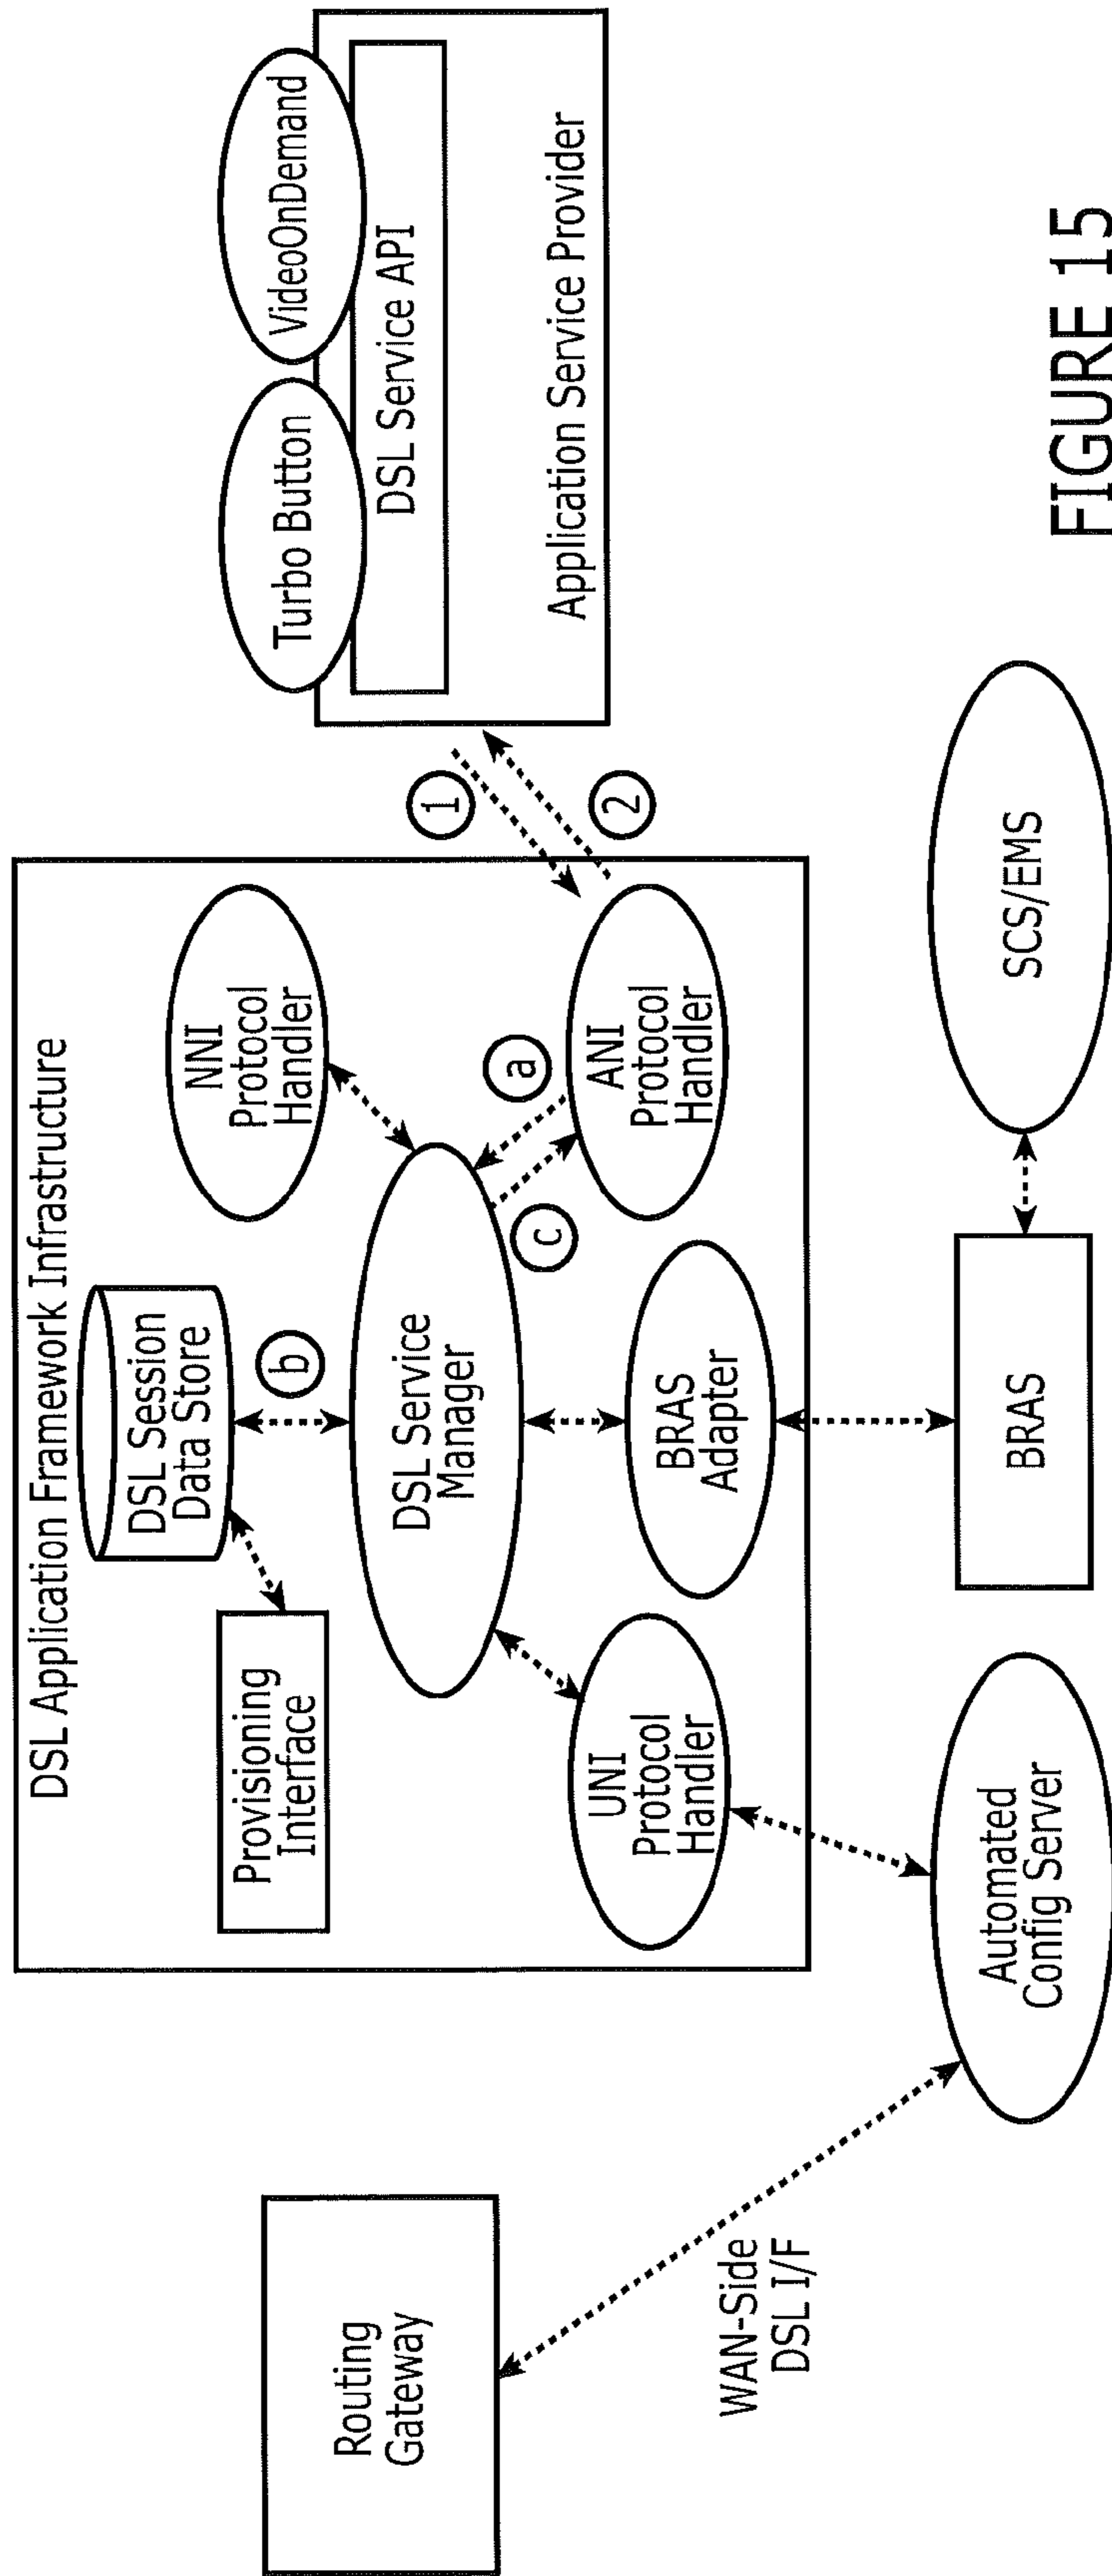 DSL Application Framework Infrastructure
Routing
Gateway
WAN-Side
DSL I/F
Provisioning
Interface
DSL Session
Data Store
b
DSL Service
Manager
NNI
Protocol
Handler
UNI
Protocol
Handler
BRAS
Adapter
a
c
ANI
Protocol
Handler
1
2
Turbo Button
VideoOnDemand
DSL Service API
Application Service Provider
Automated
Config Server
BRAS
SCS/EMS
FIGURE 15